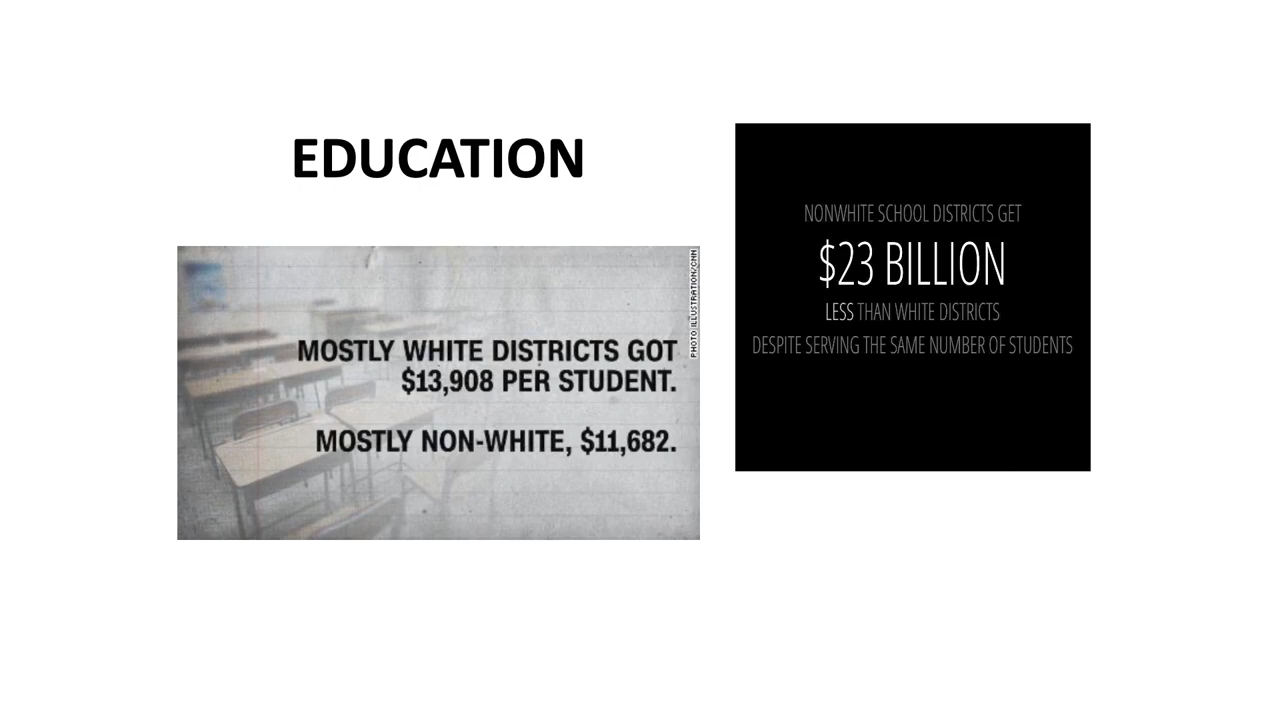 EDUCATION
MOSTLY WHITE DISTRICTS GOT
$13,908 PER STUDENT.
MOSTLY NON-WHITE, $11,682.
PHOTO ILLUSTRATION/CNN
NONWHITE SCHOOL DISTRICTS GET
$23 BILLION
LESS THAN WHITE DISTRICTS
DESPITE SERVING THE SAME NUMBER OF STUDENTS